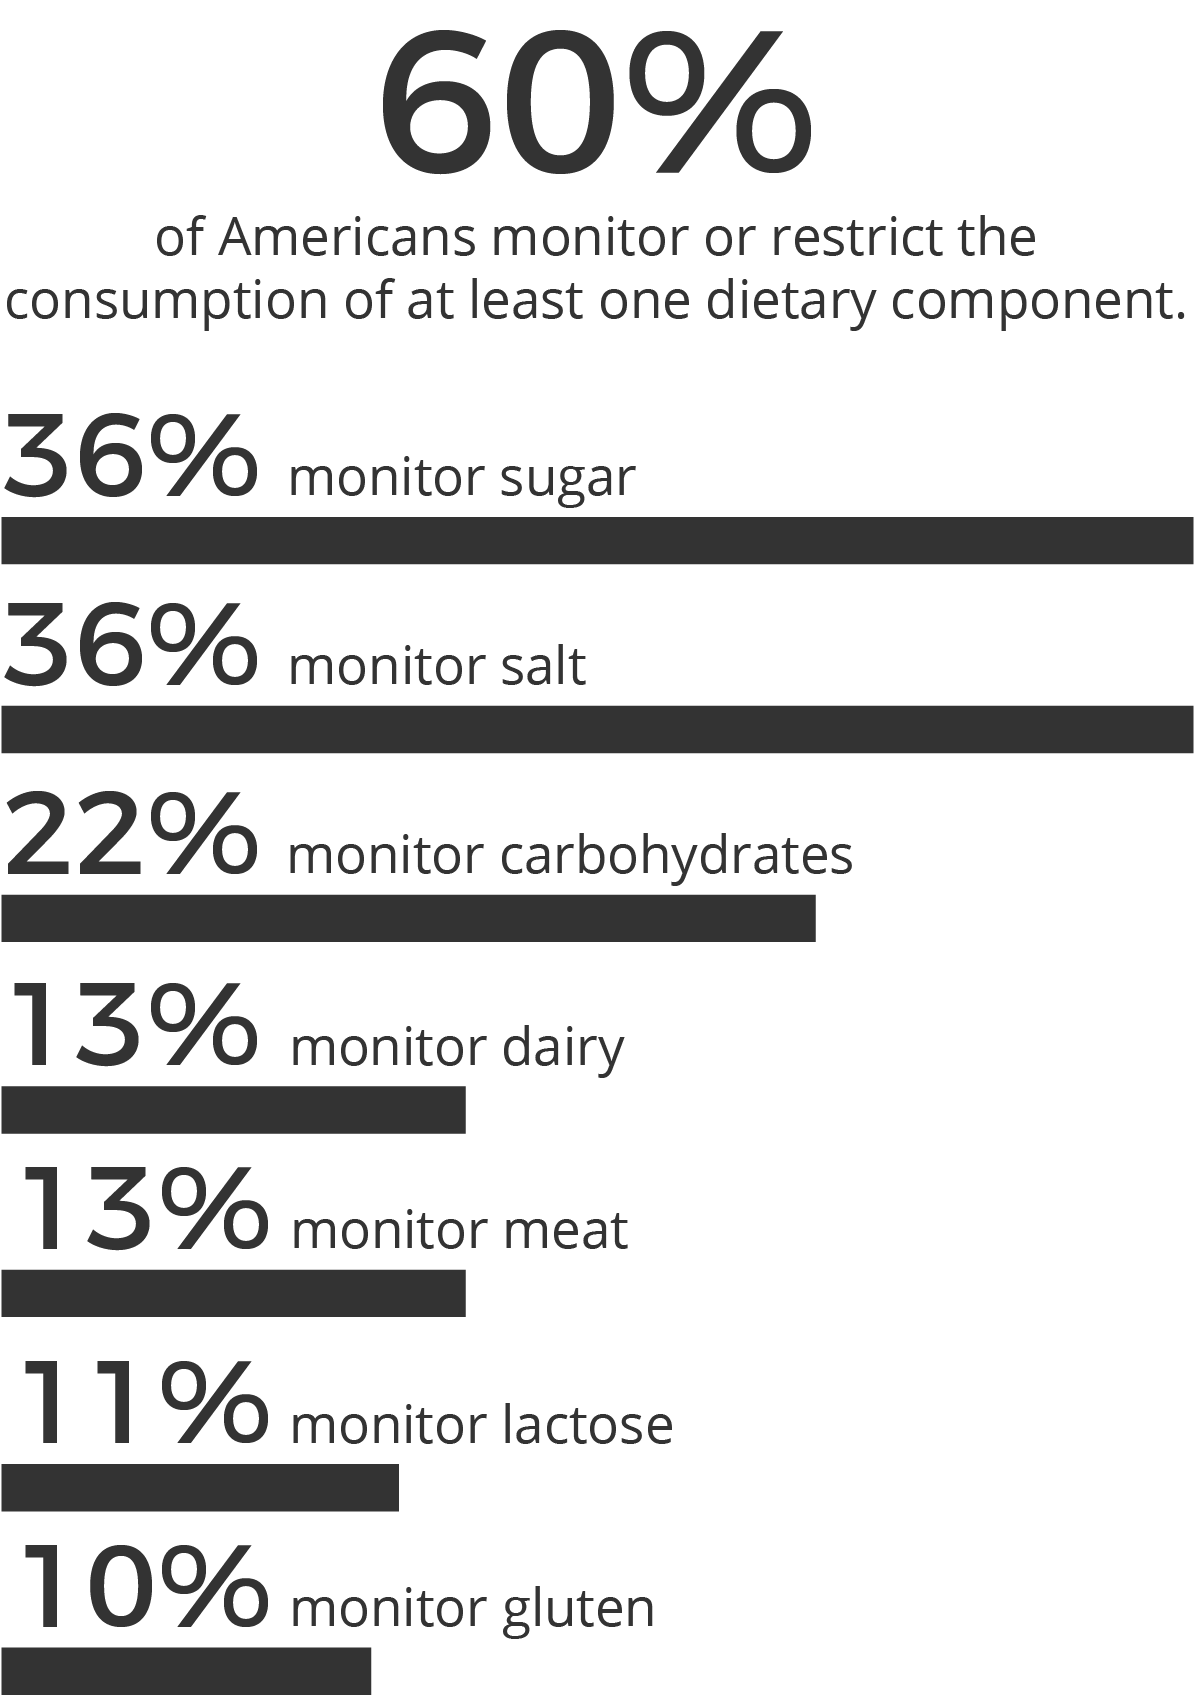 60%
of Americans monitor or restrict the
consumption of at least one dietary component.
36% monitor sugar
36% monitor salt
22% monitor carbohydrates
13% monitor dairy
13% monitor meat
11% monitor lactose
10% monitor gluten